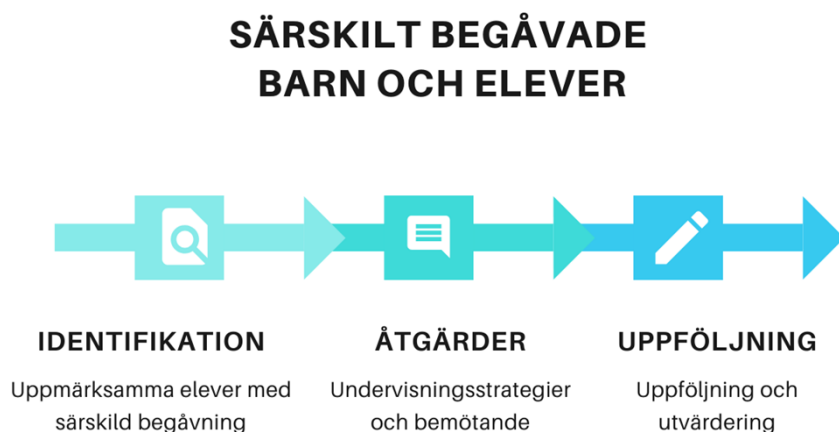 SÄRSKILT BEGÅVADE
BARN OCH ELEVER
IDENTIFIKATION
Uppmärksamma elever med
särskild begåvning
ÅTGÄRDER
Undervisningsstrategier
och bemötande
UPPFÖLJNING
Uppföljning och
utvärdering